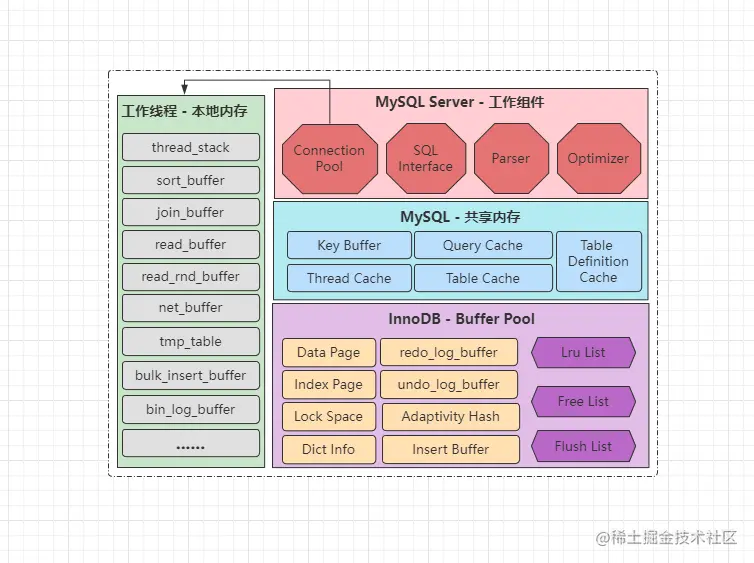 工作线程 - 本地内存
thread_stack
sort_buffer
join_buffer
read_buffer
read_rnd_buffer
net_buffer
tmp_table
bulk_insert_buffer
bin_log_buffer
......
MySQL Server - 工作组件
Connection
Pool
SQL
Interface
Parser
Optimizer
MySQL - 共享内存
Key Buffer
Query Cache
Table
Definition
Cache
Thread Cache
Table Cache
InnoDB - Buffer Pool
Data Page
redo_log_buffer
Lru List
Index Page
undo_log_buffer
Free List
Lock Space
Adaptivity Hash
Dict Info
Insert Buffer
Flush List
@稀土掘金技术社区